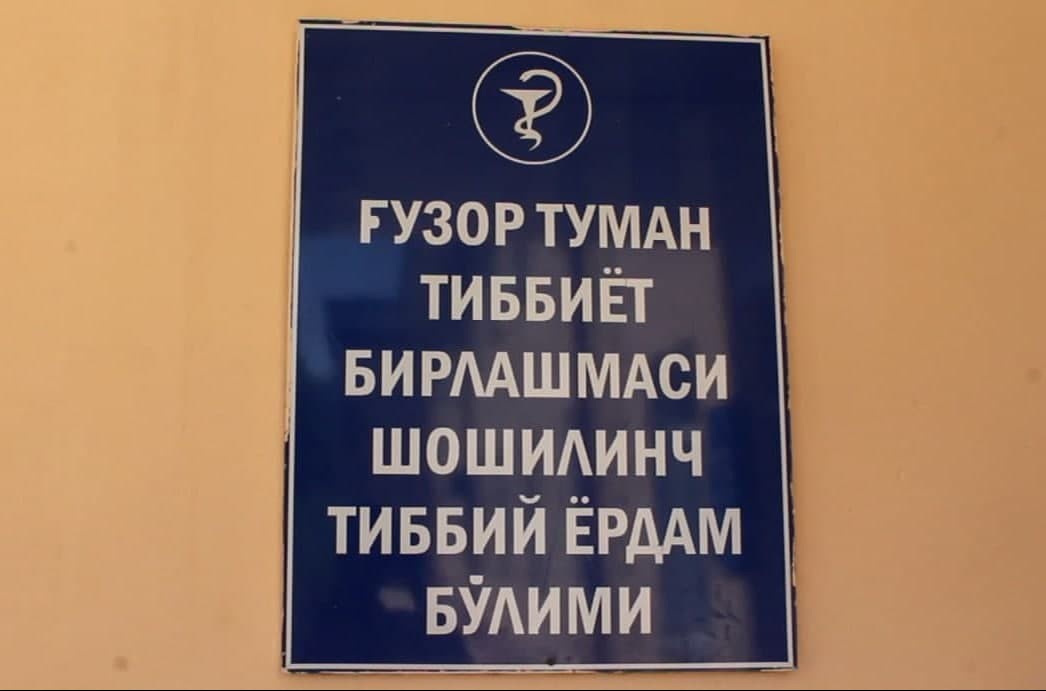 ҒУЗОР ТУМАН
ТИББИЁТ
БИРЛАШМАСИ
ШОШИЛИНЧ
ТИББИЙ ЁРДАМ
БЎЛИМИ